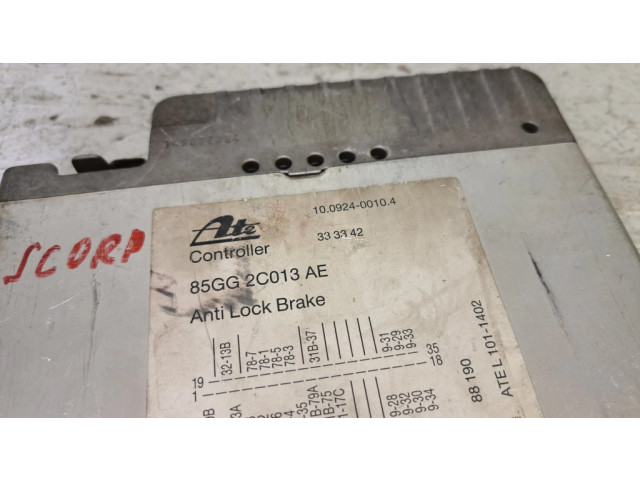 SCORP
Ate
10.0924-0010.4
Controller
33 33 42
85GG 2C013 AE
Anti Lock Brake
32-13B
78-7
78-1
78-5
78-3
31B-37
9-31
9-29
9-33
19
35
1
18
9-28
9-32
9-30
9-34
88 190
ATE L 101-1402